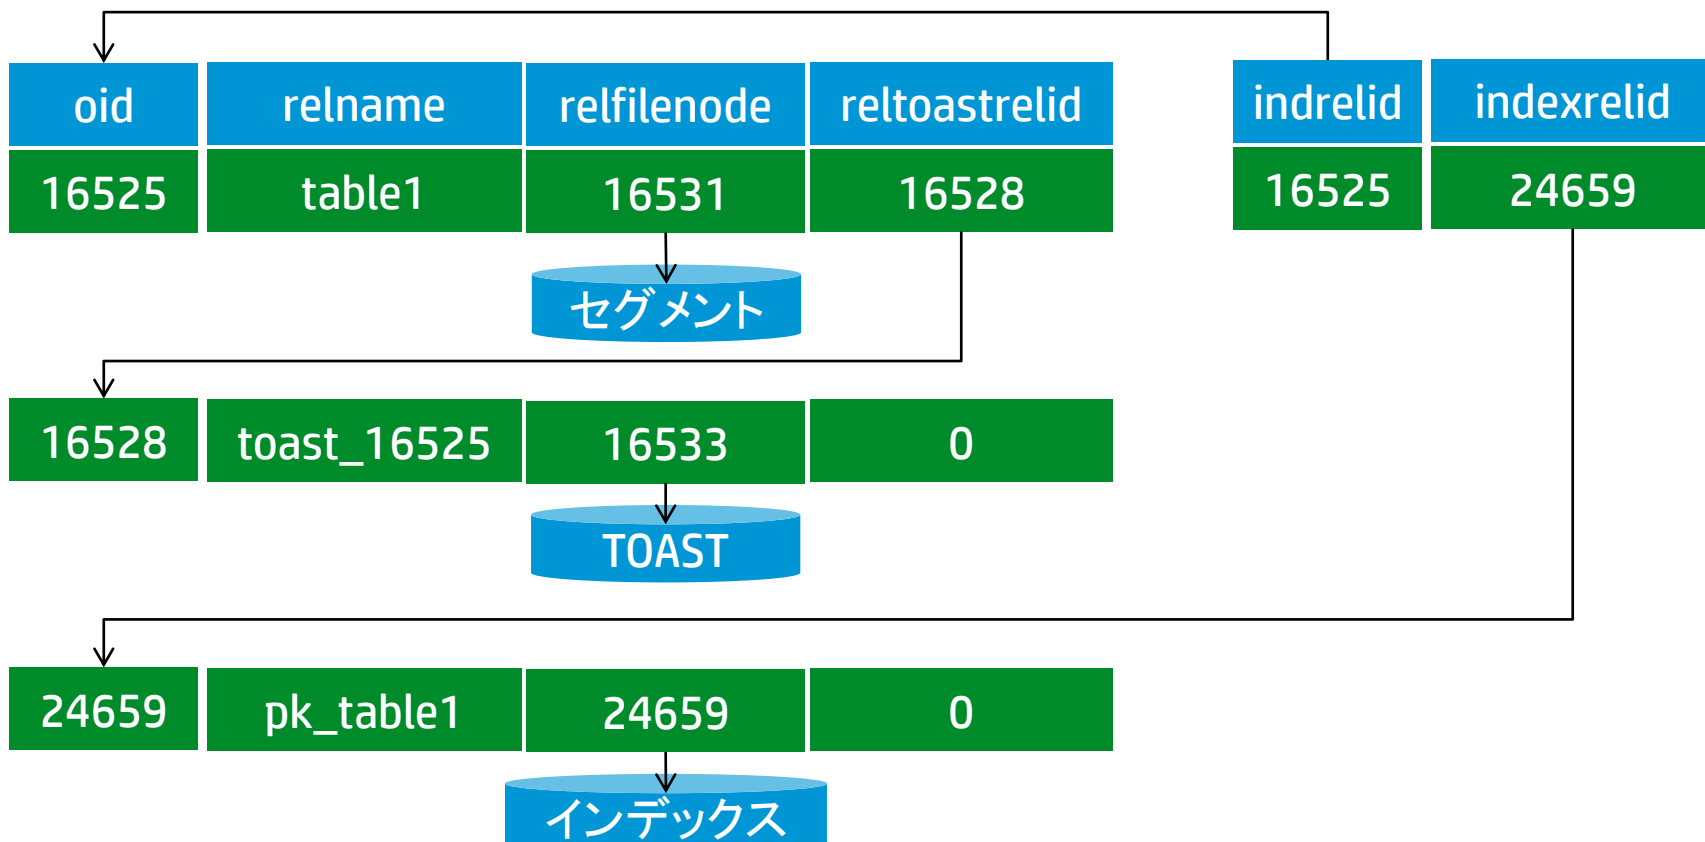 oid relname relfilenode reltoastrelid indrelid indexrelid
16525 table1 16531 16528 16525 24659
セグメント
16528 toast_16525 16533 0
TOAST
24659 pk_table1 24659 0
インデックス